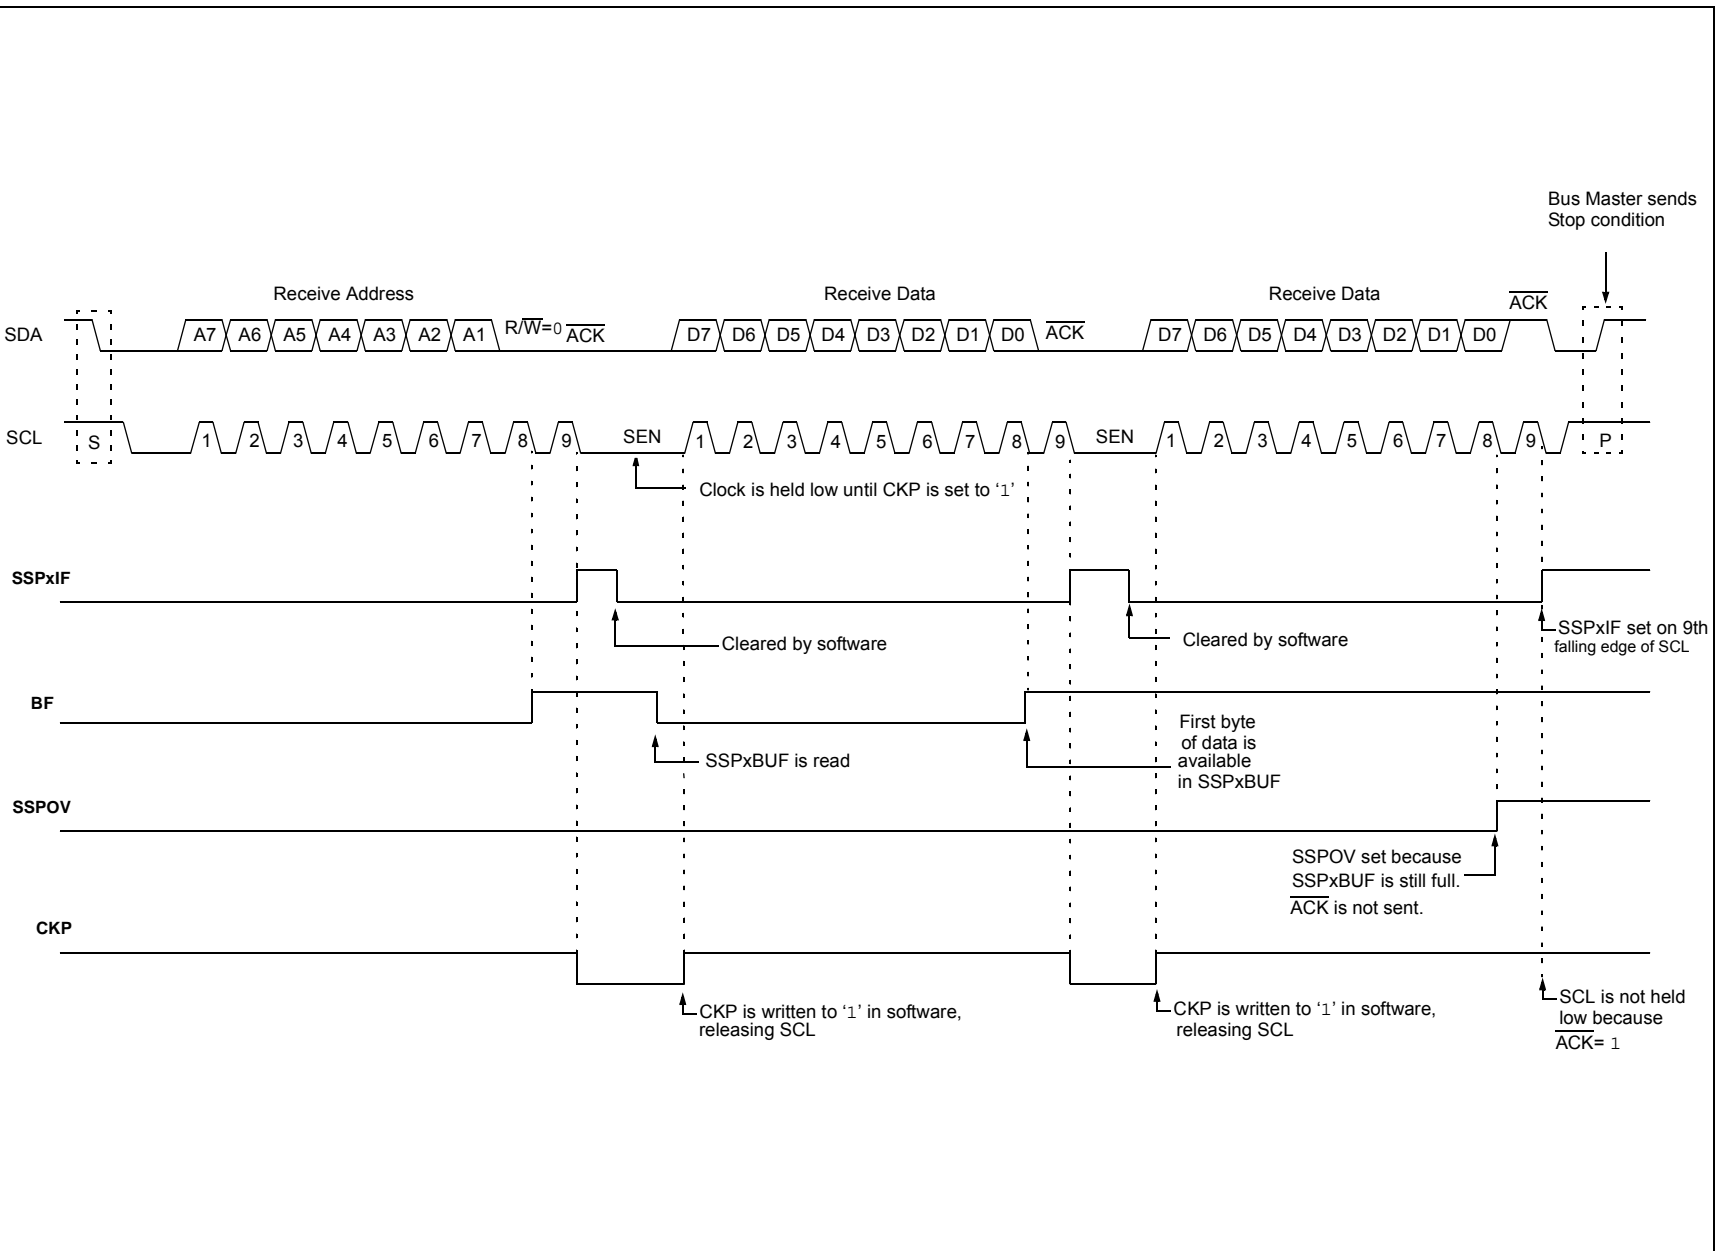 Bus Master sends
Stop condition
Receive Address
Receive Data
Receive Data
ACK
SDA
A7 A6 A5 A4 A3 A2 A1 R/W=0 ACK
D7 D6 D5 D4 D3 D2 D1 D0 ACK
D7 D6 D5 D4 D3 D2 D1 D0
SCL
S
1 2 3 4 5 6 7 8 9 SEN
1 2 3 4 5 6 7 8 9 SEN
1 2 3 4 5 6 7 8 9
P
Clock is held low until CKP is set to ‘1’
SSPxIF
Cleared by software
Cleared by software
SSPxIF set on 9th
falling edge of SCL
BF
SSPxBUF is read
First byte
of data is
available
in SSPxBUF
SSPOV
SSPOV set because
SSPxBUF is still full.
ACK is not sent.
CKP
CKP is written to ‘1’ in software,
releasing SCL
CKP is written to ‘1’ in software,
releasing SCL
SCL is not held
low because
ACK= 1